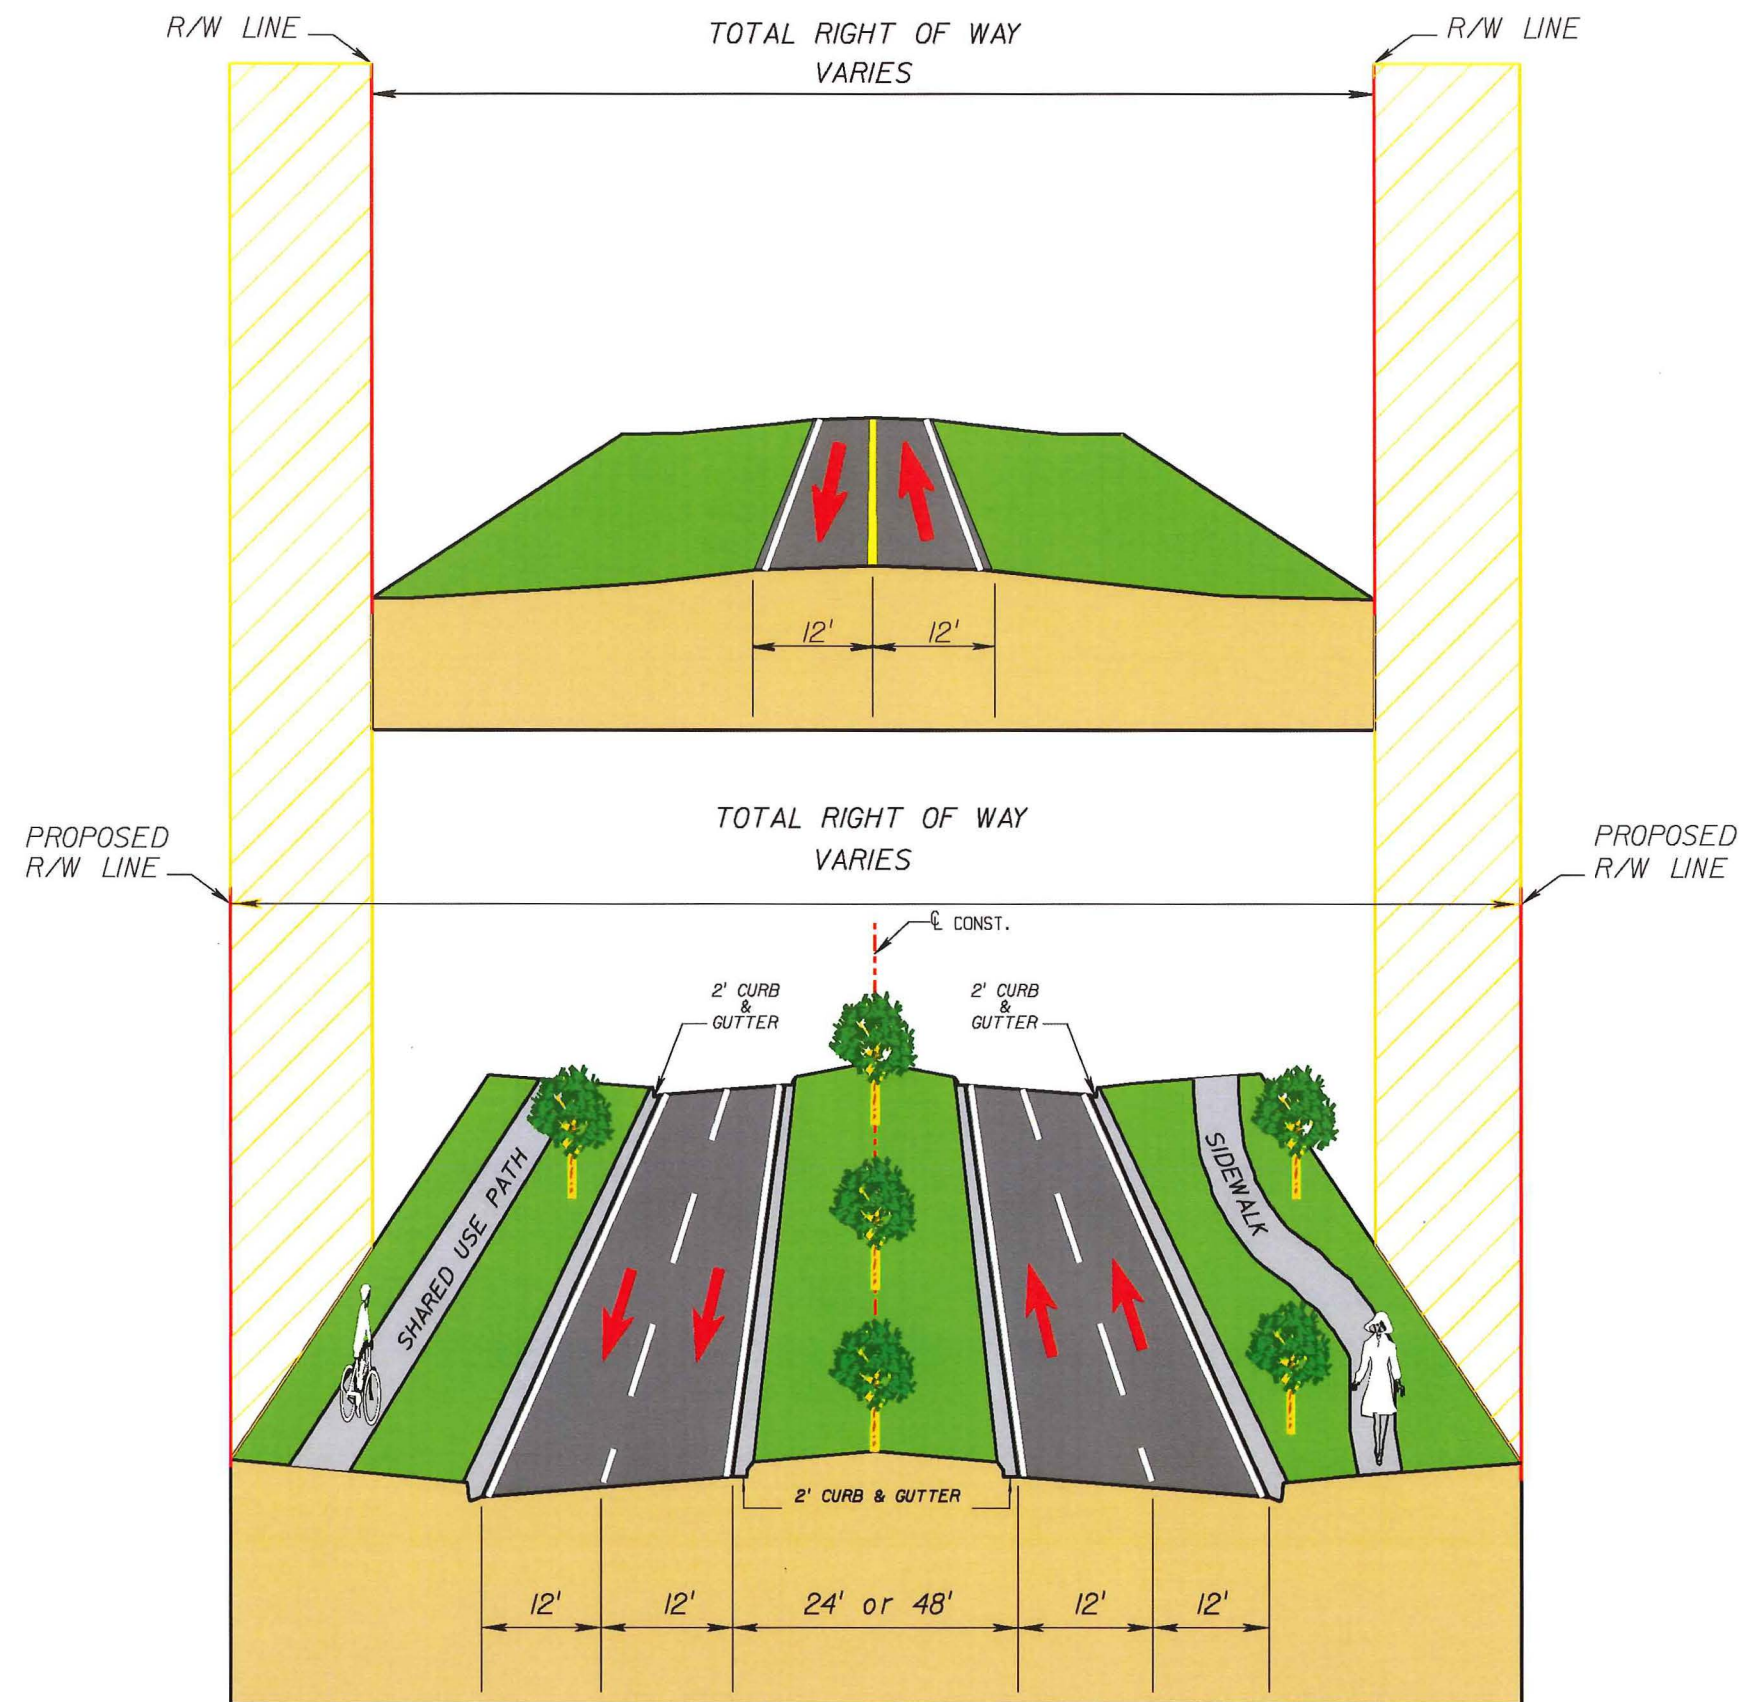 R/W LINE
TOTAL RIGHT OF WAY
VARIES
R/W LINE
12'
12'
TOTAL RIGHT OF WAY
VARIES
PROPOSED
R/W LINE
PROPOSED
R/W LINE
℄ CONST.
2' CURB
&
GUTTER
2' CURB
&
GUTTER
SHARED USE PATH
SIDEWALK
2' CURB & GUTTER
12'
12'
24' or 48'
12'
12'